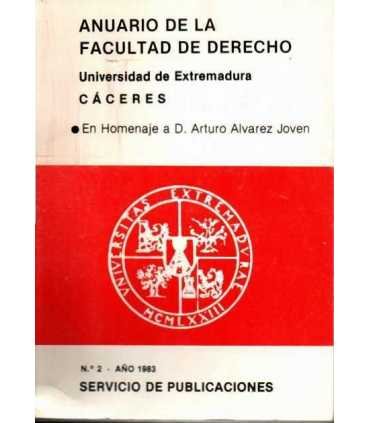 ANUARIO DE LA
FACULTAD DE DERECHO
Universidad de Extremadura
CÁCERES
● En Homenaje a D. Arturo Alvarez Joven
UNIVERSITAS EXTREMADVRAE
MCMLXXIII
N.º 2 - AÑO 1983
SERVICIO DE PUBLICACIONES